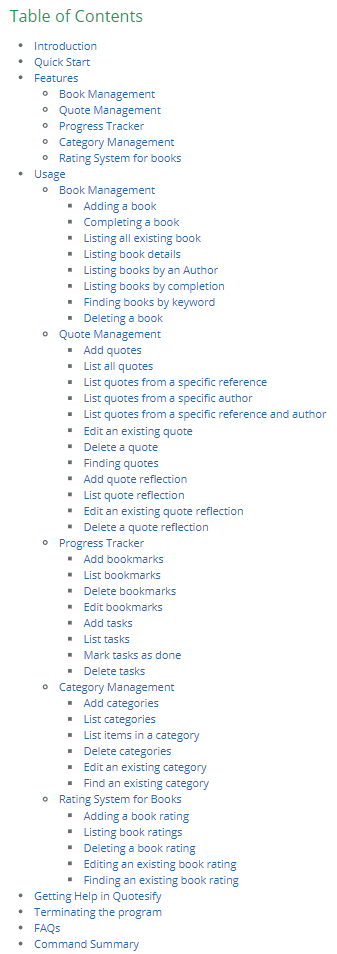 Table of Contents
Introduction
Quick Start
Features
Book Management
Quote Management
Progress Tracker
Category Management
Rating System for books
Usage
Book Management
Adding a book
Completing a book
Listing all existing book
Listing book details
Listing books by an Author
Listing books by completion
Finding books by keyword
Deleting a book
Quote Management
Add quotes
List all quotes
List quotes from a specific reference
List quotes from a specific author
List quotes from a specific reference and author
Edit an existing quote
Delete a quote
Finding quotes
Add quote reflection
List quote reflection
Edit an existing quote reflection
Delete a quote reflection
Progress Tracker
Add bookmarks
List bookmarks
Delete bookmarks
Edit bookmarks
Add tasks
List tasks
Mark tasks as done
Delete tasks
Category Management
Add categories
List categories
List items in a category
Delete categories
Edit an existing category
Find an existing category
Rating System for Books
Adding a book rating
Listing book ratings
Deleting a book rating
Editing an existing book rating
Finding an existing book rating
Getting Help in Quotesify
Terminating the program
FAQs
Command Summary